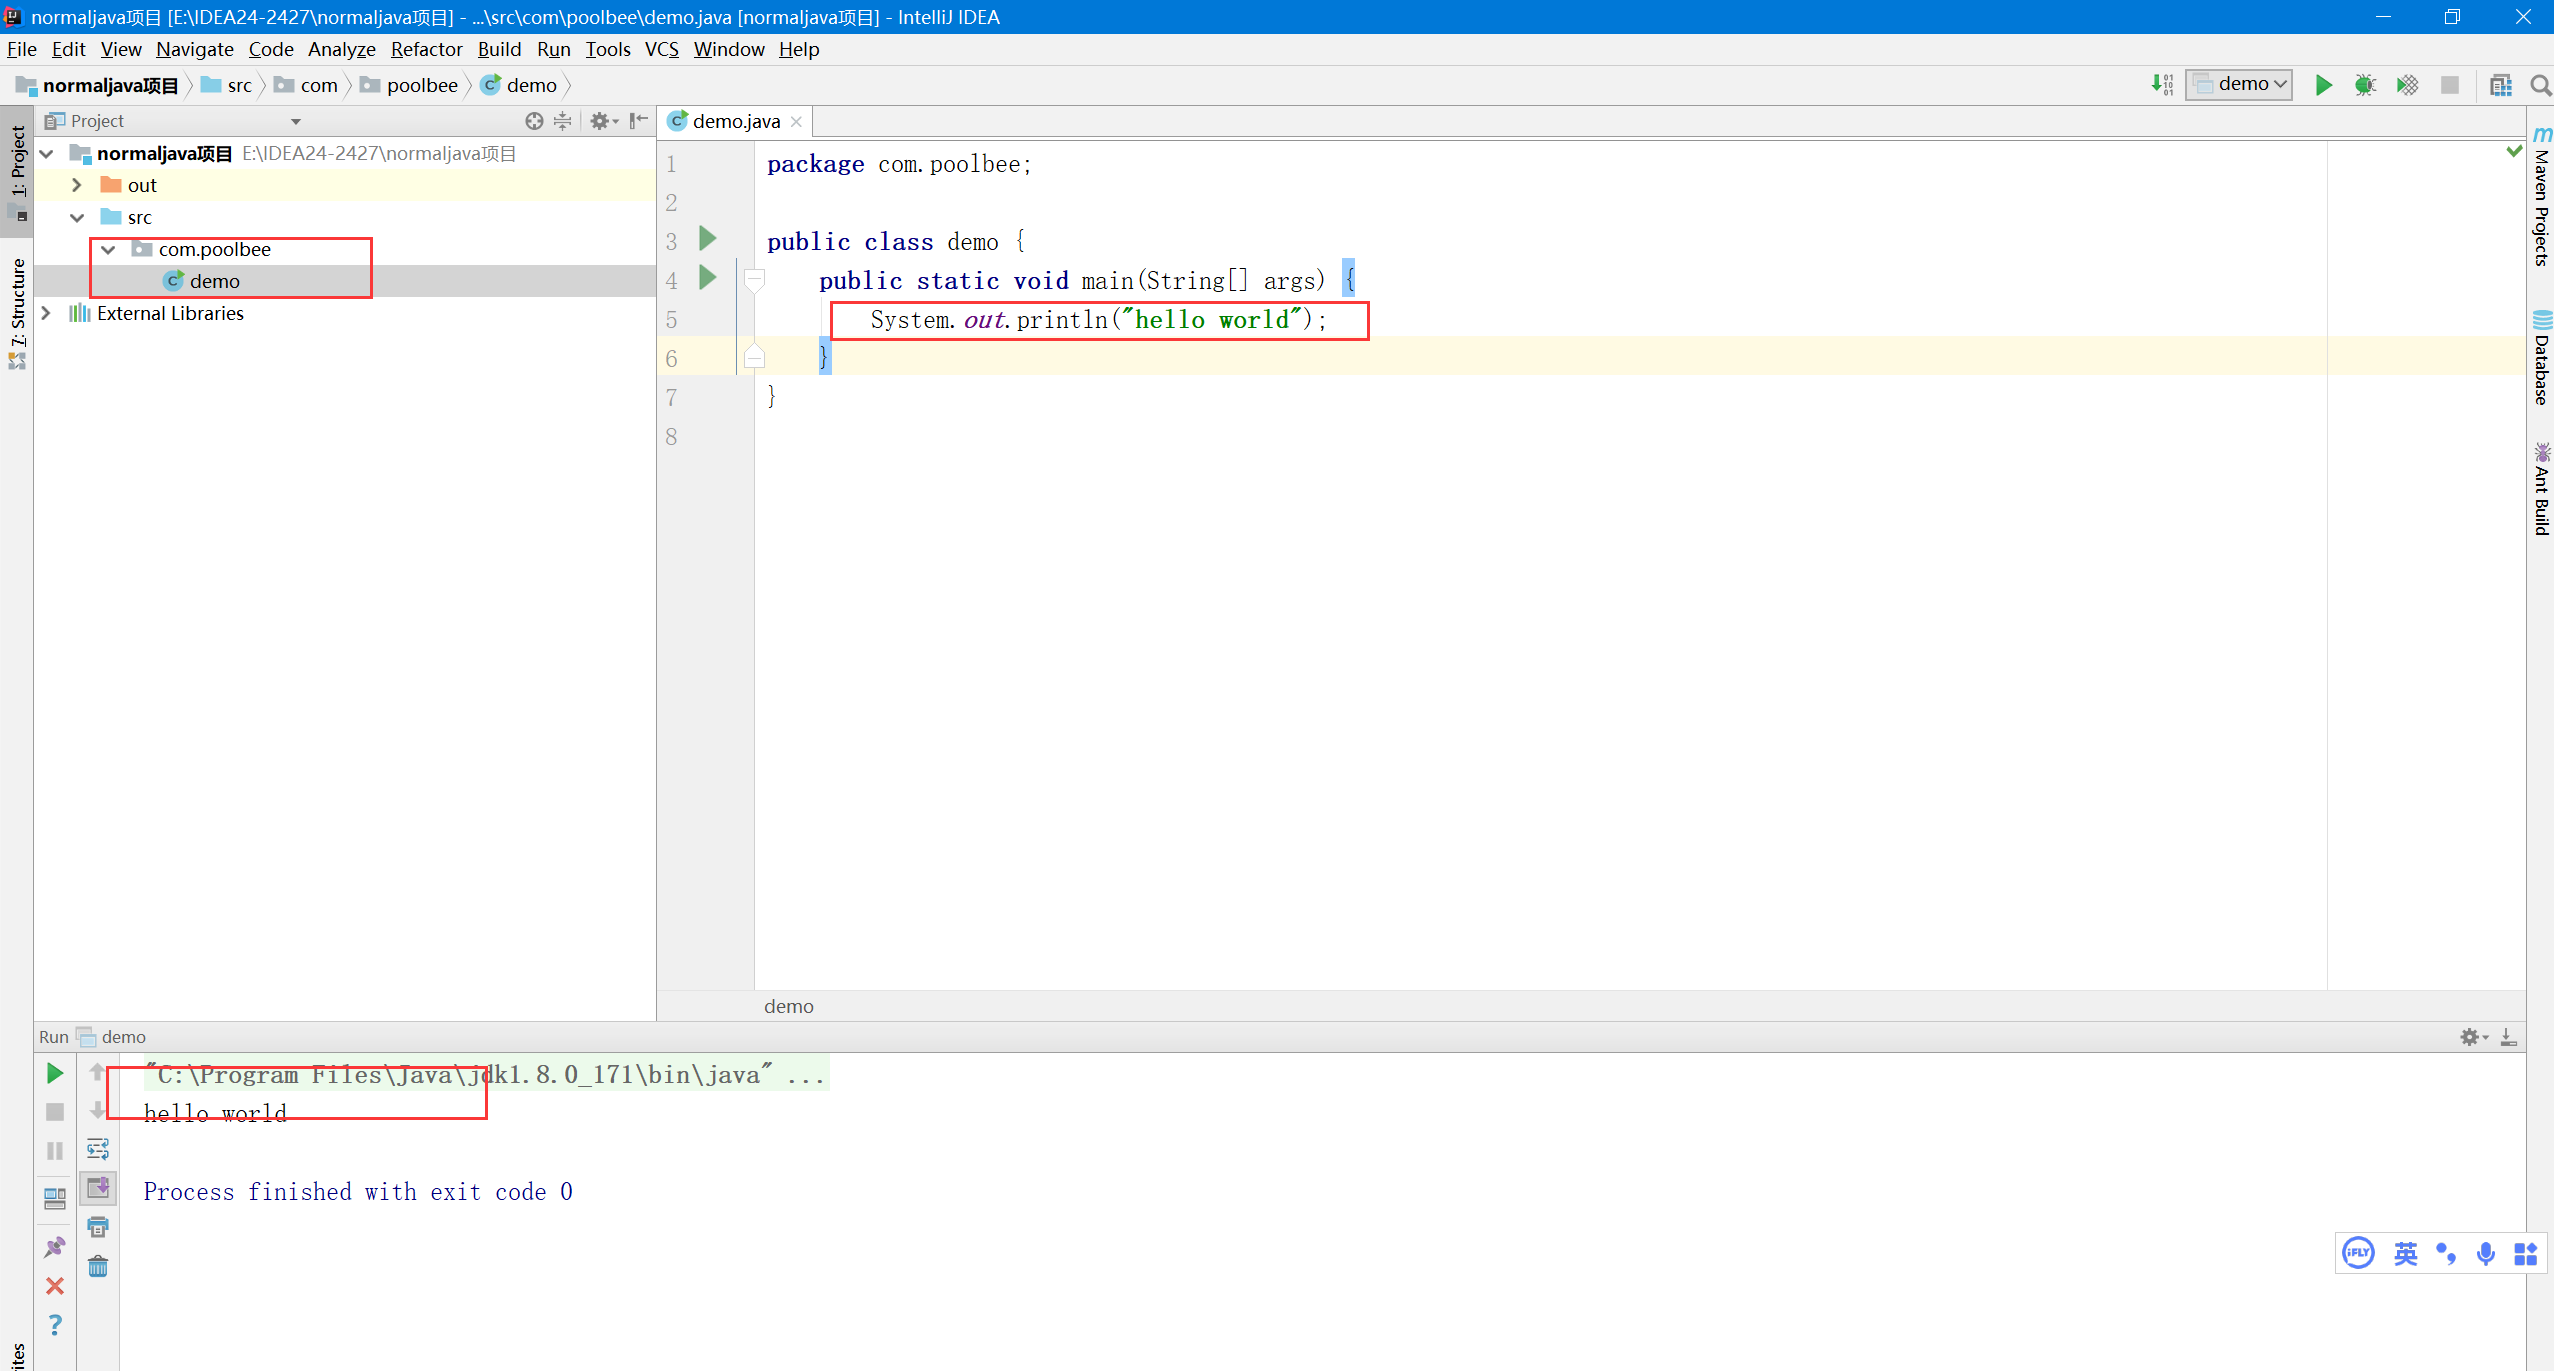 normaljava项目 [E:\IDEA24-2427\normaljava项目] - ...\src\com\poolbee\demo.java [normaljava项目] - IntelliJ IDEA
File Edit View Navigate Code Analyze Refactor Build Run Tools VCS Window Help
normaljava项目 src com poolbee demo
demo
1: Project
7: Structure
Project
normaljava项目 E:\IDEA24-2427\normaljava项目
out
src
com.poolbee
demo
External Libraries
demo.java
1 package com.poolbee;
2
3 public class demo {
4 public static void main(String[] args) {
5 System.out.println("hello world");
6 }
7 }
8
demo
Maven Projects
Database
Ant Build
Run demo
"C:\Program Files\Java\jdk1.8.0_171\bin\java" ...
hello world
Process finished with exit code 0
iFLY 英